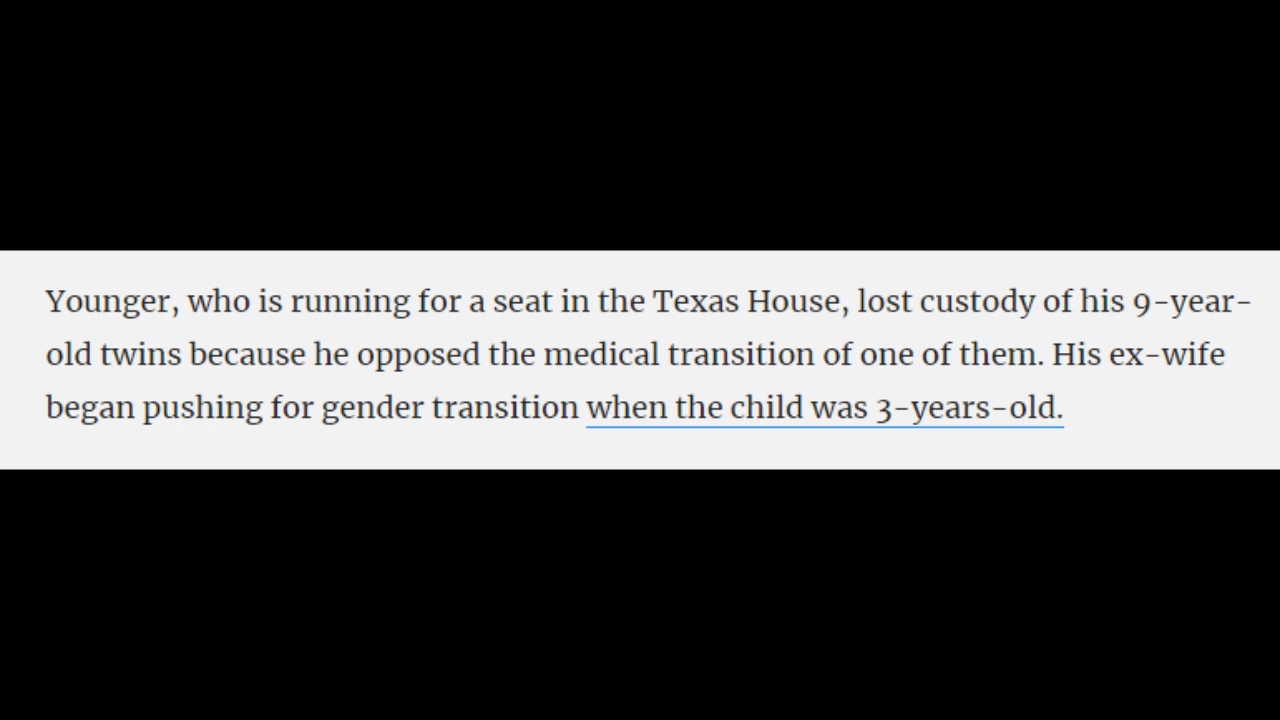 Younger, who is running for a seat in the Texas House, lost custody of his 9-year-
old twins because he opposed the medical transition of one of them. His ex-wife
began pushing for gender transition when the child was 3-years-old.